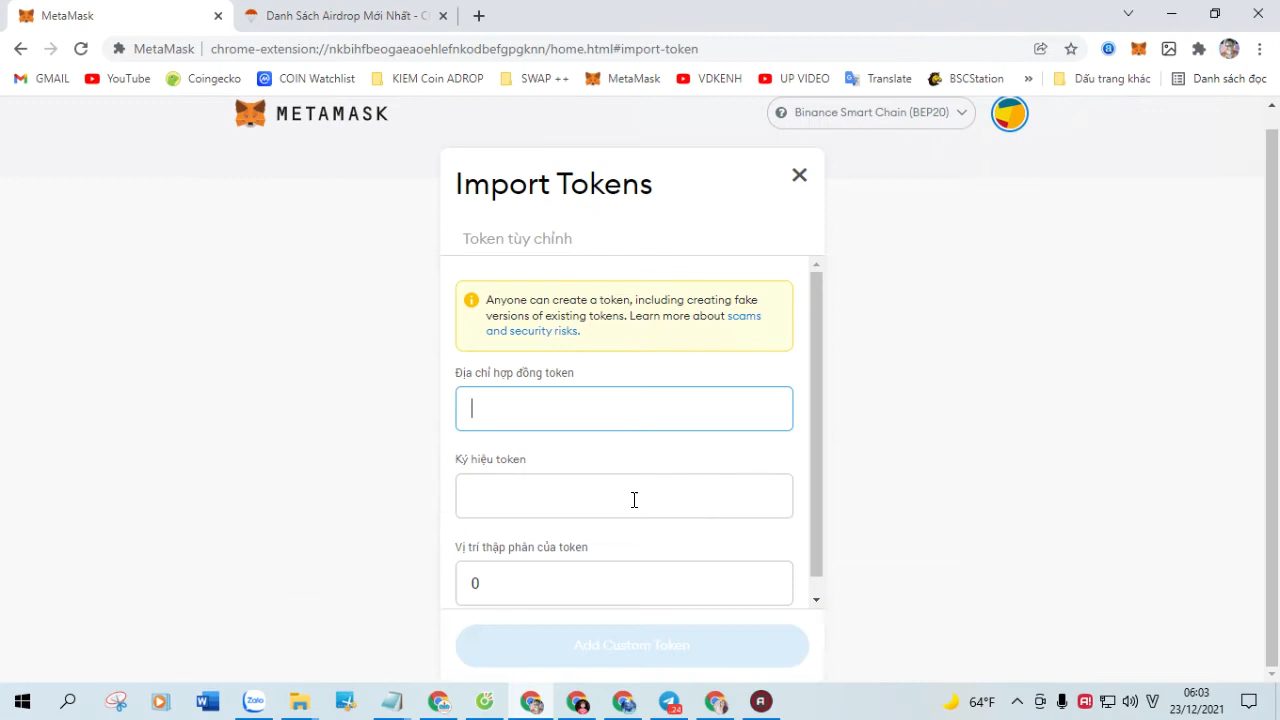 MetaMask
Danh Sách Airdrop Mới Nhất - C
MetaMask
chrome-extension://nkbihfbeogaeaoehlefnkodbefgpgknn/home.html#import-token
GMAIL
YouTube
Coingecko
COIN Watchlist
KIEM Coin ADROP
SWAP ++
MetaMask
VDKENH
UP VIDEO
Translate
BSCStation
»
Dấu trang khác
Danh sách đọc
METAMASK
Binance Smart Chain (BEP20)
Import Tokens
Token tùy chỉnh
Anyone can create a token, including creating fake
versions of existing tokens. Learn more about scams
and security risks.
Địa chỉ hợp đồng token
Ký hiệu token
Vị trí thập phân của token
0
Add Custom Token
Zalo
24
64°F
06:03
23/12/2021